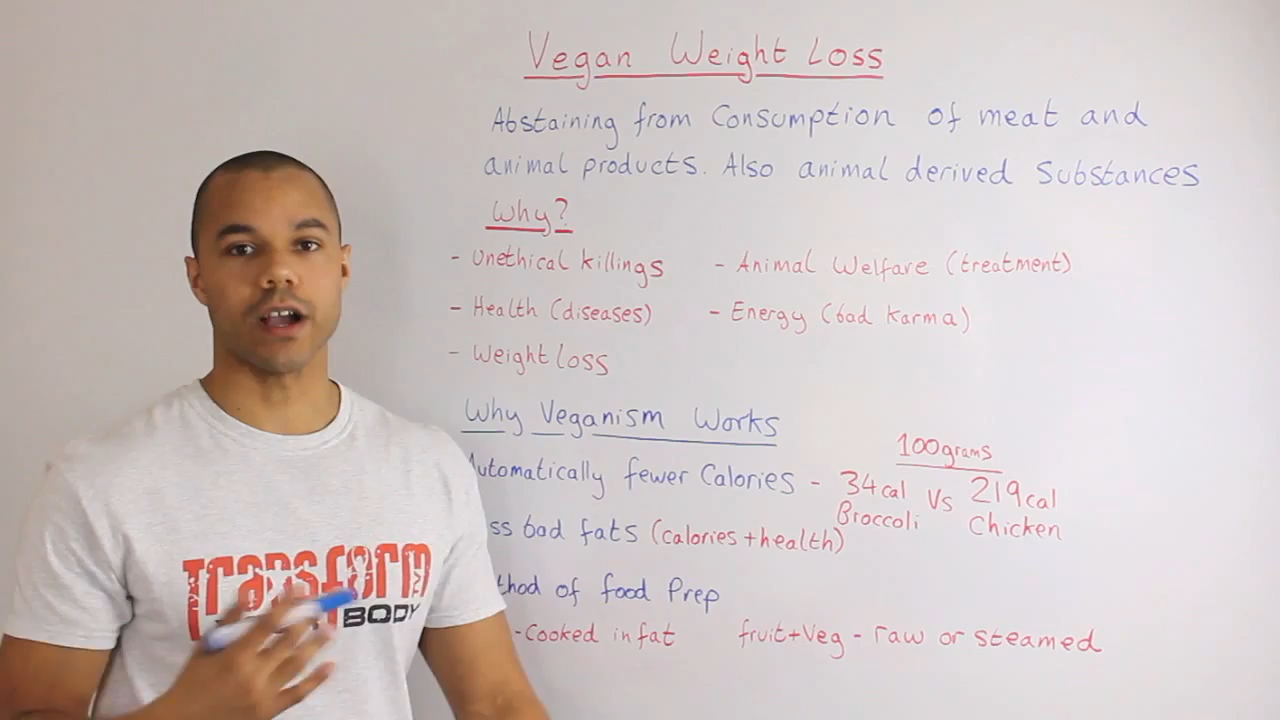 Vegan Weight Loss
Abstaining from Consumption of meat and
animal products. Also animal derived Substances
Why?
- Unethical killings - Animal Welfare (treatment)
- Health (diseases) - Energy (bad karma)
- Weight loss
Why Veganism Works
100grams
Automatically fewer Calories - 34cal Vs 219cal
Broccoli Chicken
bad fats (calories+health)
of food Prep
-Cooked in fat fruit+Veg - raw or steamed
Transform
BODY